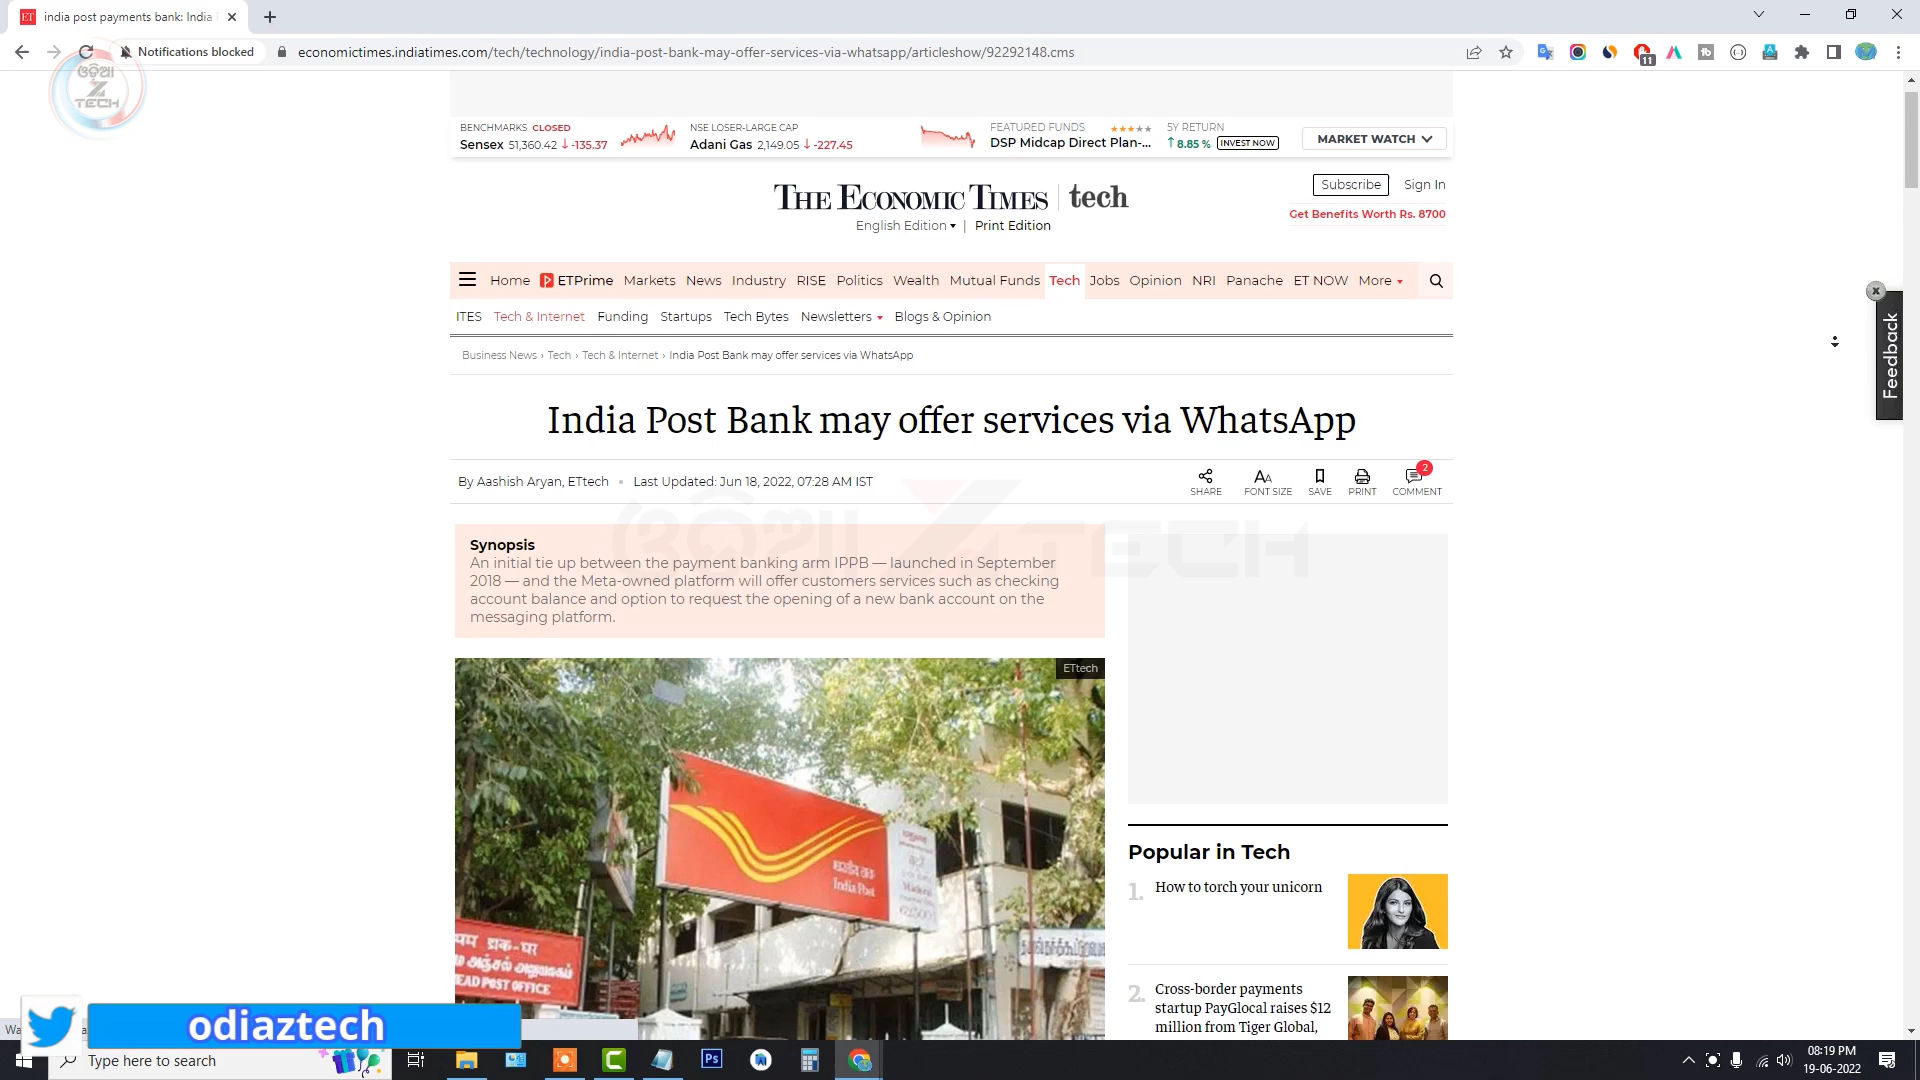 india post payments bank: India
Notifications blocked
economictimes.indiatimes.com/tech/technology/india-post-bank-may-offer-services-via-whatsapp/articleshow/92292148.cms
11
ଓଡ଼ିଆ
Z
TECH
BENCHMARKS CLOSED
Sensex 51,360.42 ↓ -135.37
NSE LOSER-LARGE CAP
Adani Gas 2,149.05 ↓ -227.45
FEATURED FUNDS ★★★★★
DSP Midcap Direct Plan-...
5Y RETURN
↑ 8.85 % INVEST NOW
MARKET WATCH
THE ECONOMIC TIMES | tech
English Edition ▾ | Print Edition
Subscribe Sign In
Get Benefits Worth Rs. 8700
Home ETPrime Markets News Industry RISE Politics Wealth Mutual Funds Tech Jobs Opinion NRI Panache ET NOW More ▾
ITES Tech & Internet Funding Startups Tech Bytes Newsletters ▾ Blogs & Opinion
Business News › Tech › Tech & Internet › India Post Bank may offer services via WhatsApp
Feedback
India Post Bank may offer services via WhatsApp
By Aashish Aryan, ETtech • Last Updated: Jun 18, 2022, 07:28 AM IST
SHARE FONT SIZE SAVE PRINT COMMENT
2
ଓଡ଼ିଆ Z TECH
Synopsis
An initial tie up between the payment banking arm IPPB — launched in September
2018 — and the Meta-owned platform will offer customers services such as checking
account balance and option to request the opening of a new bank account on the
messaging platform.
ETtech
भारतीय डाक
India Post
डाक-घर
EAD POST OFFICE
Popular in Tech
1. How to torch your unicorn
2. Cross-border payments
startup PayGlocal raises $12
million from Tiger Global,
odiaztech
Type here to search
Ps
08:19 PM
19-06-2022